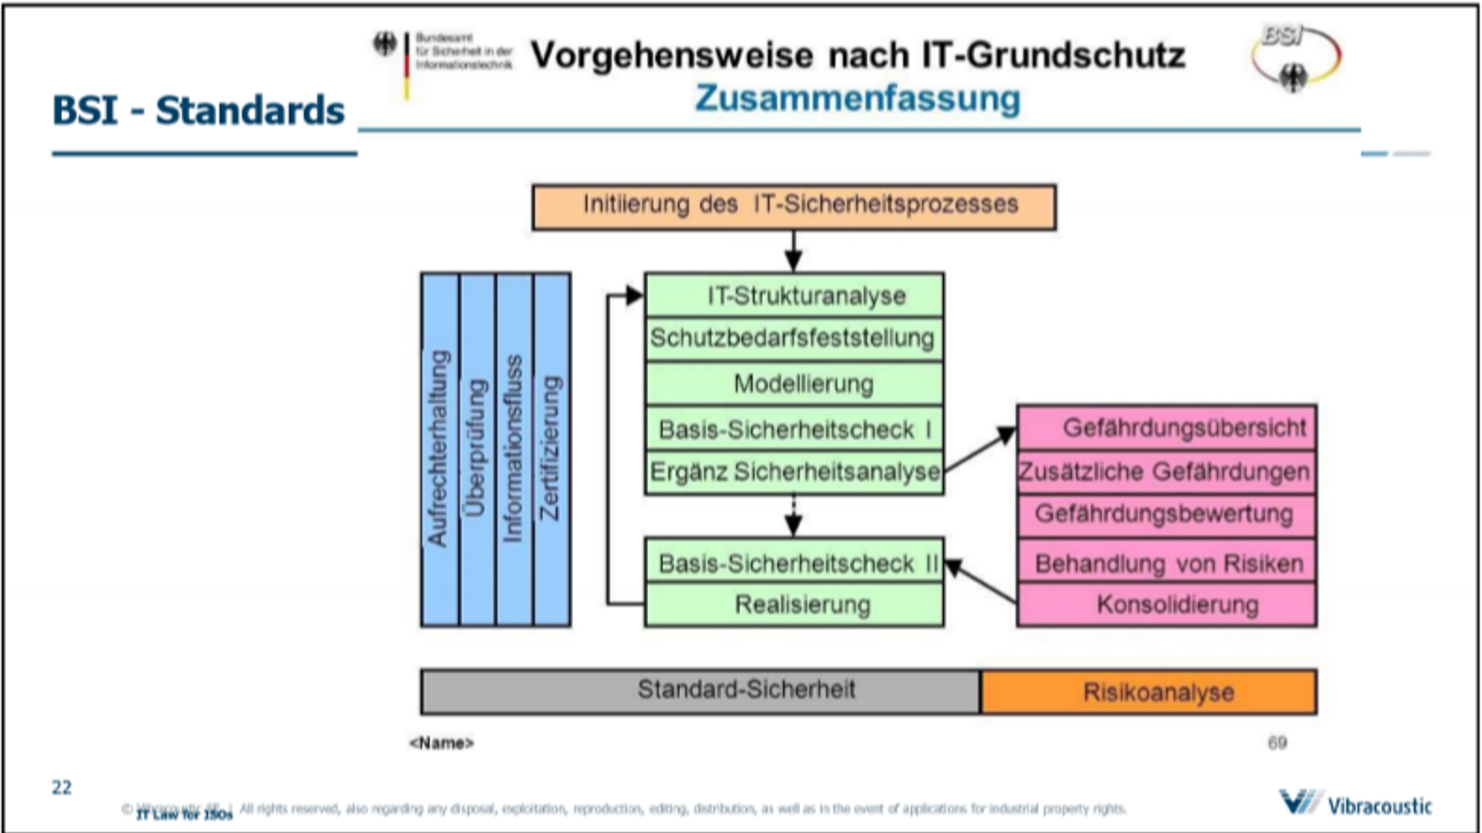 Bundesamt
für Sicherheit in der
Informationstechnik
Vorgehensweise nach IT-Grundschutz
Zusammenfassung
BSI
BSI - Standards
Initiierung des IT-Sicherheitsprozesses
Aufrechterhaltung
Überprüfung
Informationsfluss
Zertifizierung
IT-Strukturanalyse
Schutzbedarfsfeststellung
Modellierung
Basis-Sicherheitscheck I
Ergänz Sicherheitsanalyse
Basis-Sicherheitscheck II
Realisierung
Gefährdungsübersicht
Zusätzliche Gefährdungen
Gefährdungsbewertung
Behandlung von Risiken
Konsolidierung
Standard-Sicherheit
Risikoanalyse
<Name>
69
22
© | All rights reserved, also regarding any disposal, exploitation, reproduction, editing, distribution, as well as in the event of applications for industrial property rights.
IT Law for ISOs
Vibracoustic